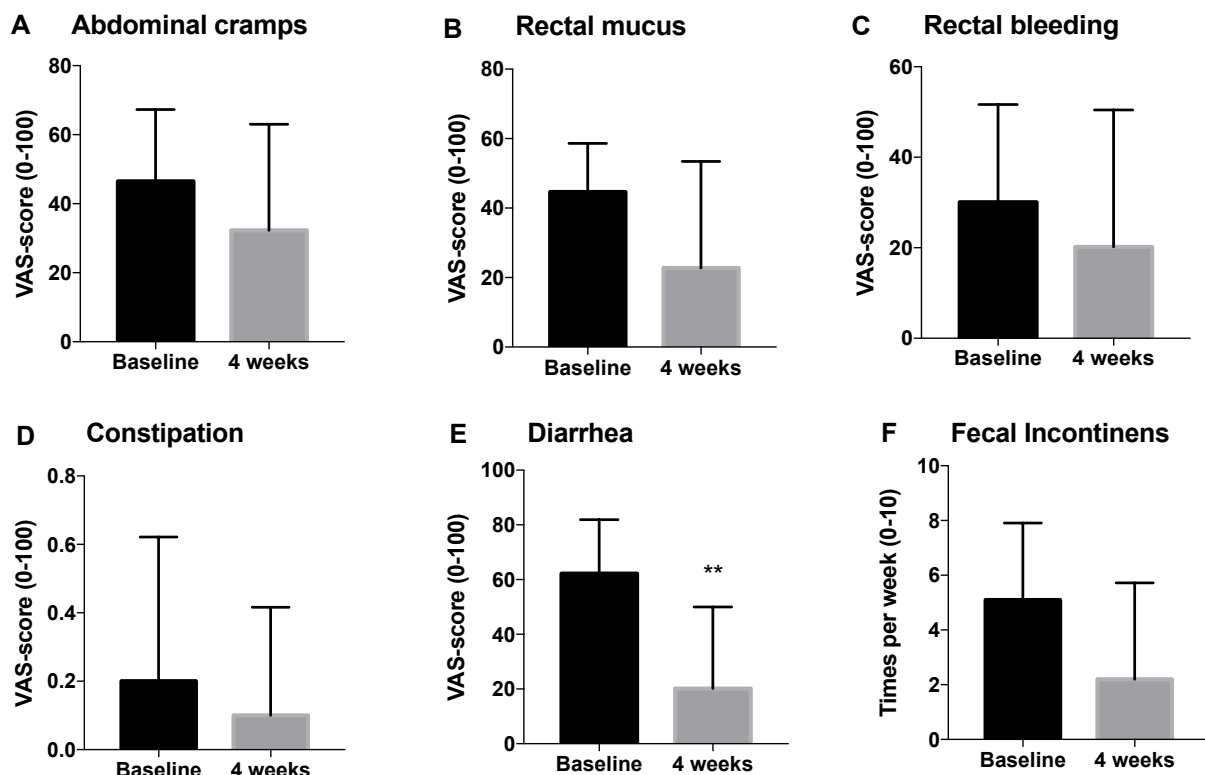 A Abdominal cramps
VAS-score (0-100)
80
60
40
20
0
Baseline 4 weeks
B Rectal mucus
VAS-score (0-100)
80
60
40
20
0
Baseline 4 weeks
C Rectal bleeding
VAS-score (0-100)
60
40
20
0
Baseline 4 weeks
D Constipation
VAS-score (0-100)
0.8
0.6
0.4
0.2
0.0
Baseline 4 weeks
E Diarrhea
VAS-score (0-100)
100
80
60
40
20
0
**
Baseline 4 weeks
F Fecal Incontinens
Times per week (0-10)
10
8
6
4
2
0
Baseline 4 weeks